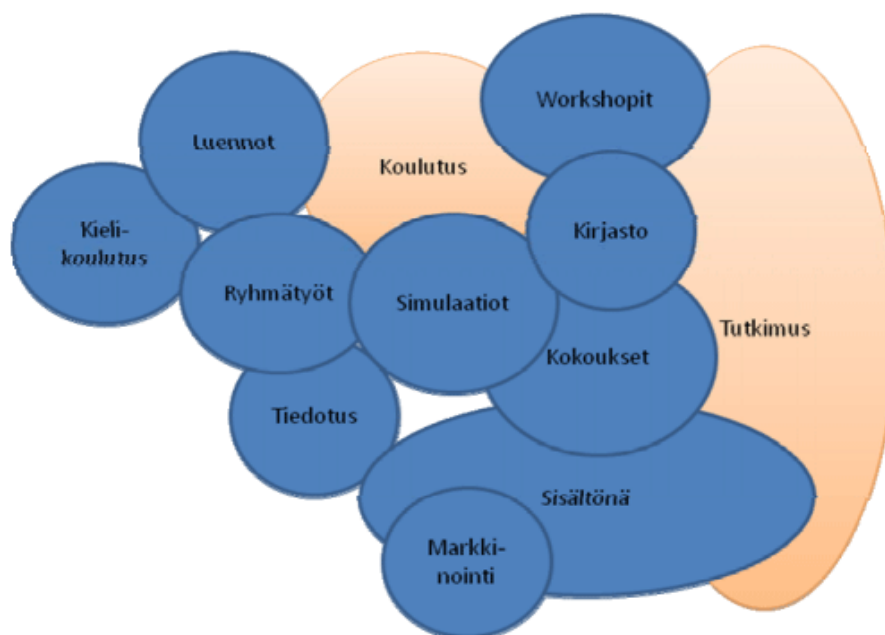 Workshopit
Luennot
Koulutus
Kieli-
koulutus
Kirjasto
Ryhmätyöt
Simulaatiot
Tutkimus
Kokoukset
Tiedotus
Sisältönä
Markki-
nointi